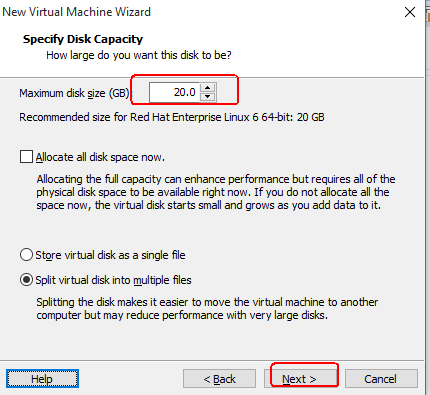 New Virtual Machine Wizard
Specify Disk Capacity
How large do you want this disk to be?
Maximum disk size (GB): 20.0
Recommended size for Red Hat Enterprise Linux 6 64-bit: 20 GB
Allocate all disk space now.
Allocating the full capacity can enhance performance but requires all of the
physical disk space to be available right now. If you do not allocate all the
space now, the virtual disk starts small and grows as you add data to it.
Store virtual disk as a single file
Split virtual disk into multiple files
Splitting the disk makes it easier to move the virtual machine to another
computer but may reduce performance with very large disks.
Help < Back Next > Cancel